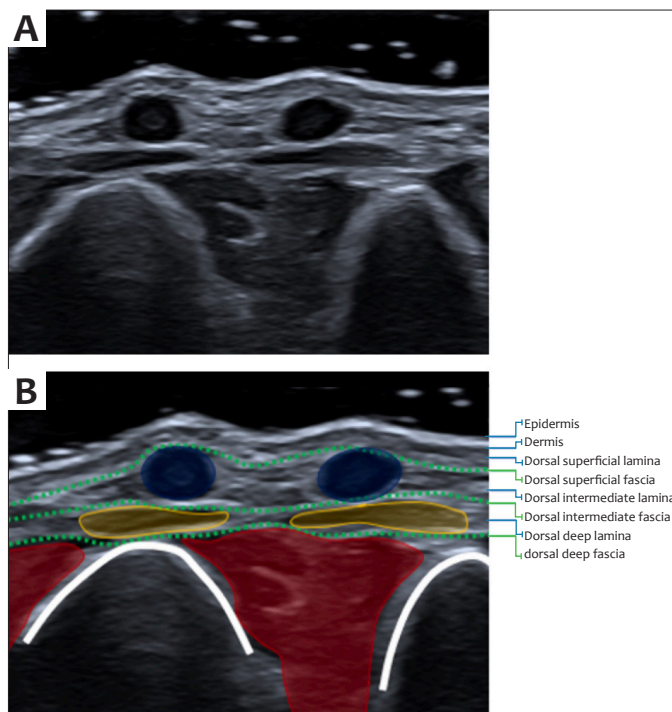 A
B
Epidermis
Dermis
Dorsal superficial lamina
Dorsal superficial fascia
Dorsal intermediate lamina
Dorsal intermediate fascia
Dorsal deep lamina
dorsal deep fascia